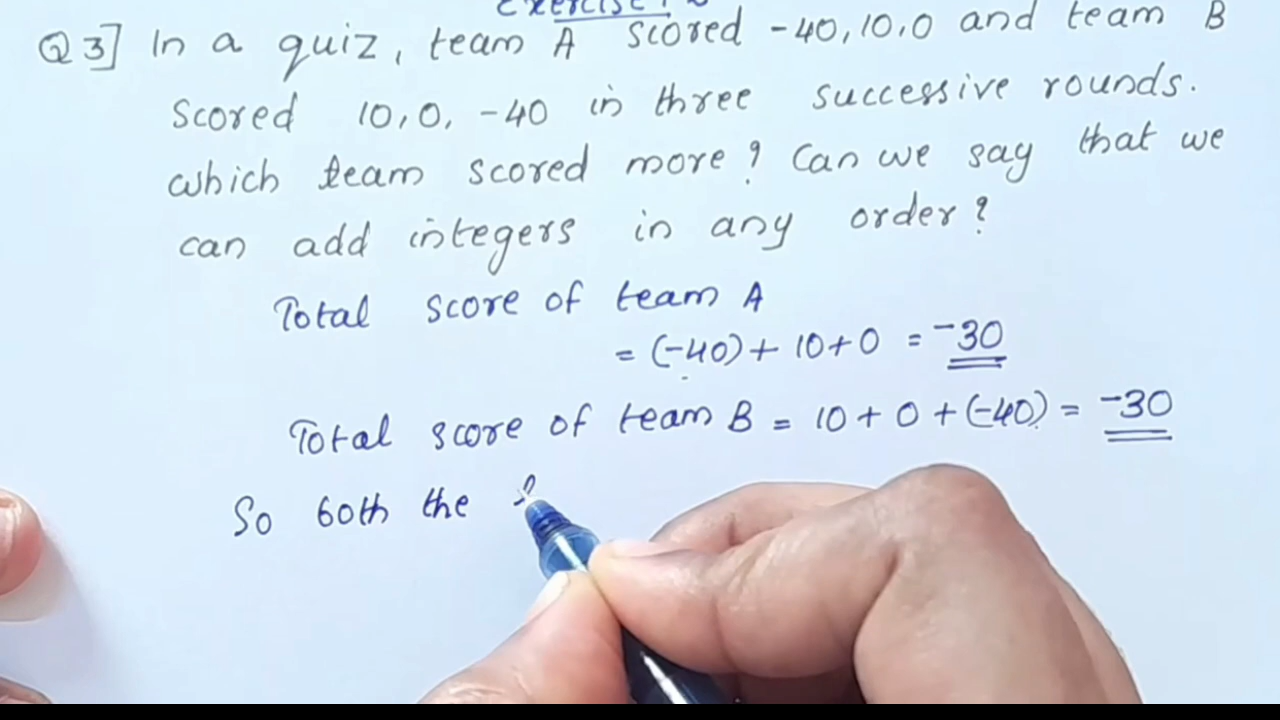 Exercise 1
Q3] In a quiz, team A scored -40,10,0 and team B
scored 10,0, -40 in three successive rounds.
which team scored more? Can we say that we
can add integers in any order?
Total score of team A
= (-40)+ 10+0 = -30
Total score of team B = 10 + 0 + (-40) = -30
So both the